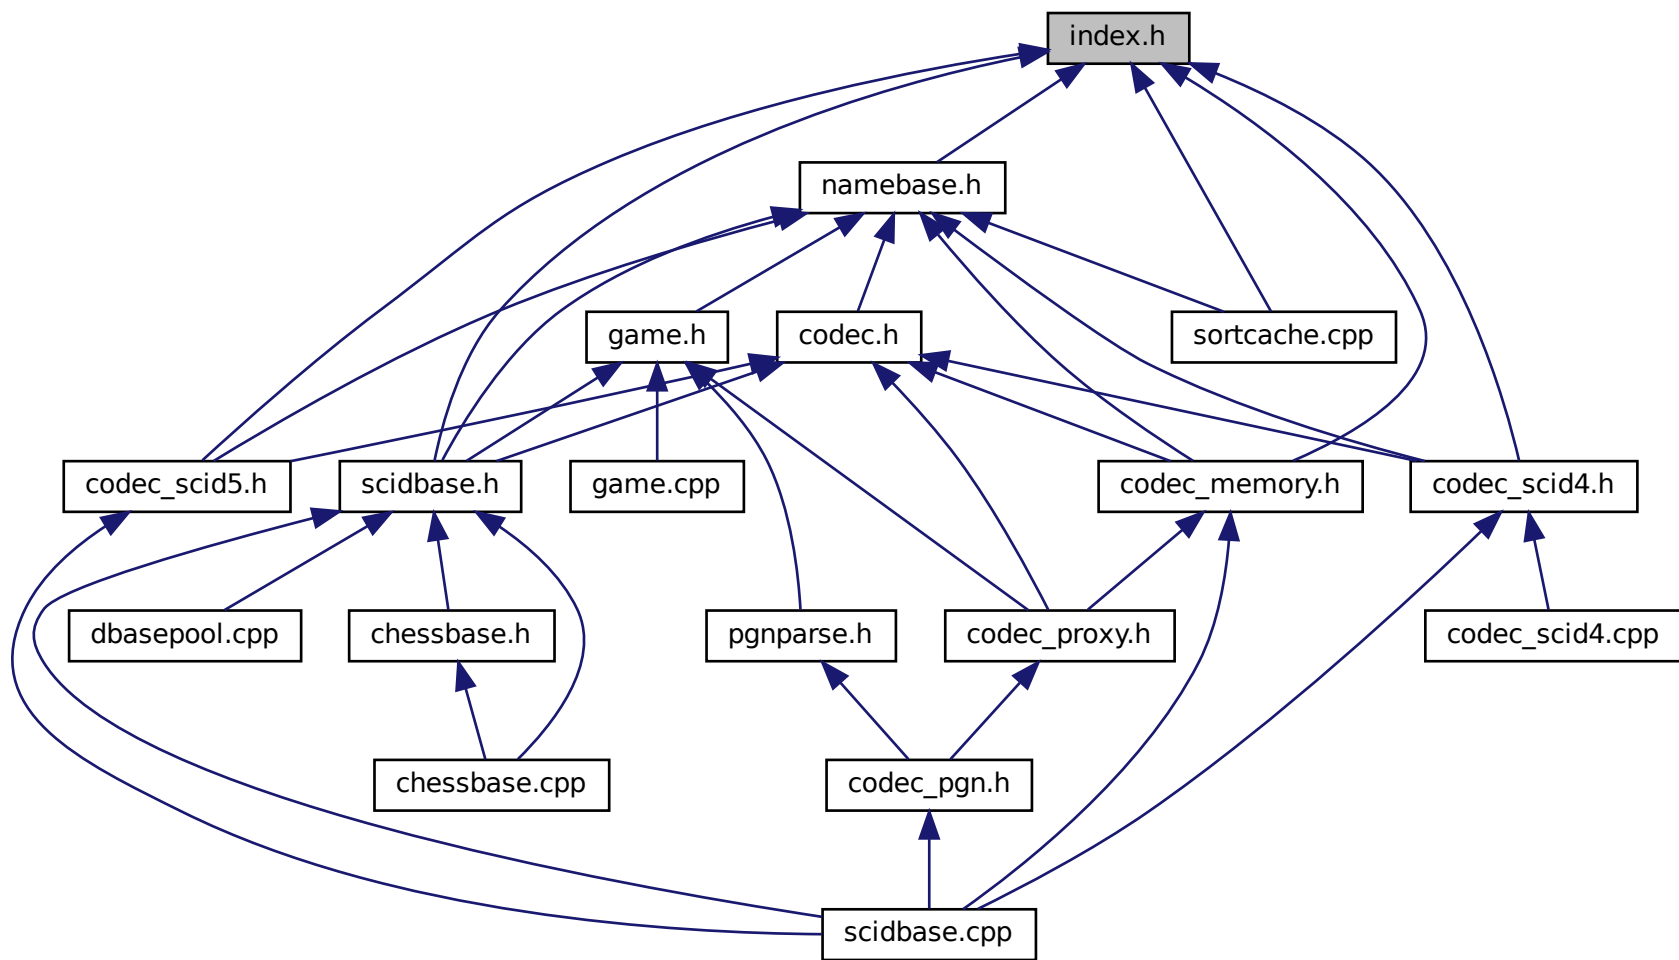 index.h
namebase.h
game.h
codec.h
sortcache.cpp
codec_scid5.h
scidbase.h
game.cpp
codec_memory.h
codec_scid4.h
dbasepool.cpp
chessbase.h
pgnparse.h
codec_proxy.h
codec_scid4.cpp
chessbase.cpp
codec_pgn.h
scidbase.cpp